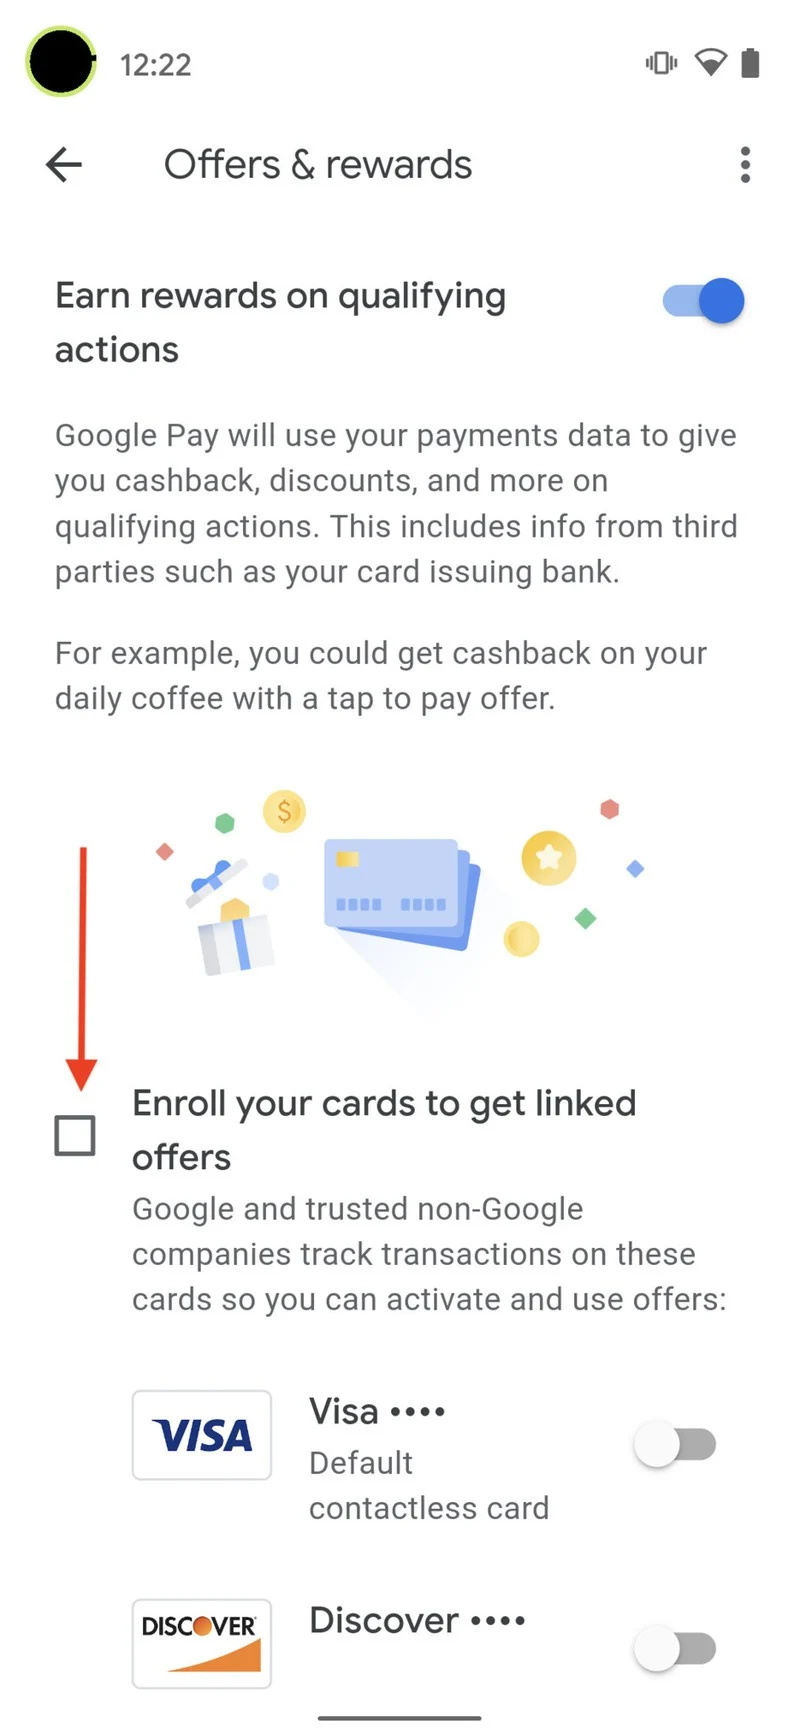 12:22
Offers & rewards
Earn rewards on qualifying
actions
Google Pay will use your payments data to give
you cashback, discounts, and more on
qualifying actions. This includes info from third
parties such as your card issuing bank.
For example, you could get cashback on your
daily coffee with a tap to pay offer.
$
Enroll your cards to get linked
offers
Google and trusted non-Google
companies track transactions on these
cards so you can activate and use offers:
VISA
Visa ••••
Default
contactless card
DISCOVER
Discover ••••